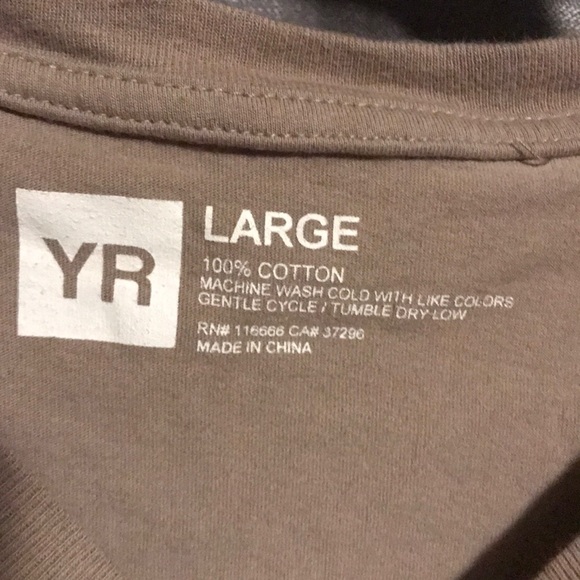 YR
LARGE
100% COTTON
MACHINE WASH COLD WITH LIKE COLORS
GENTLE CYCLE / TUMBLE DRY LOW
RN# 116666 CA# 37296
MADE IN CHINA